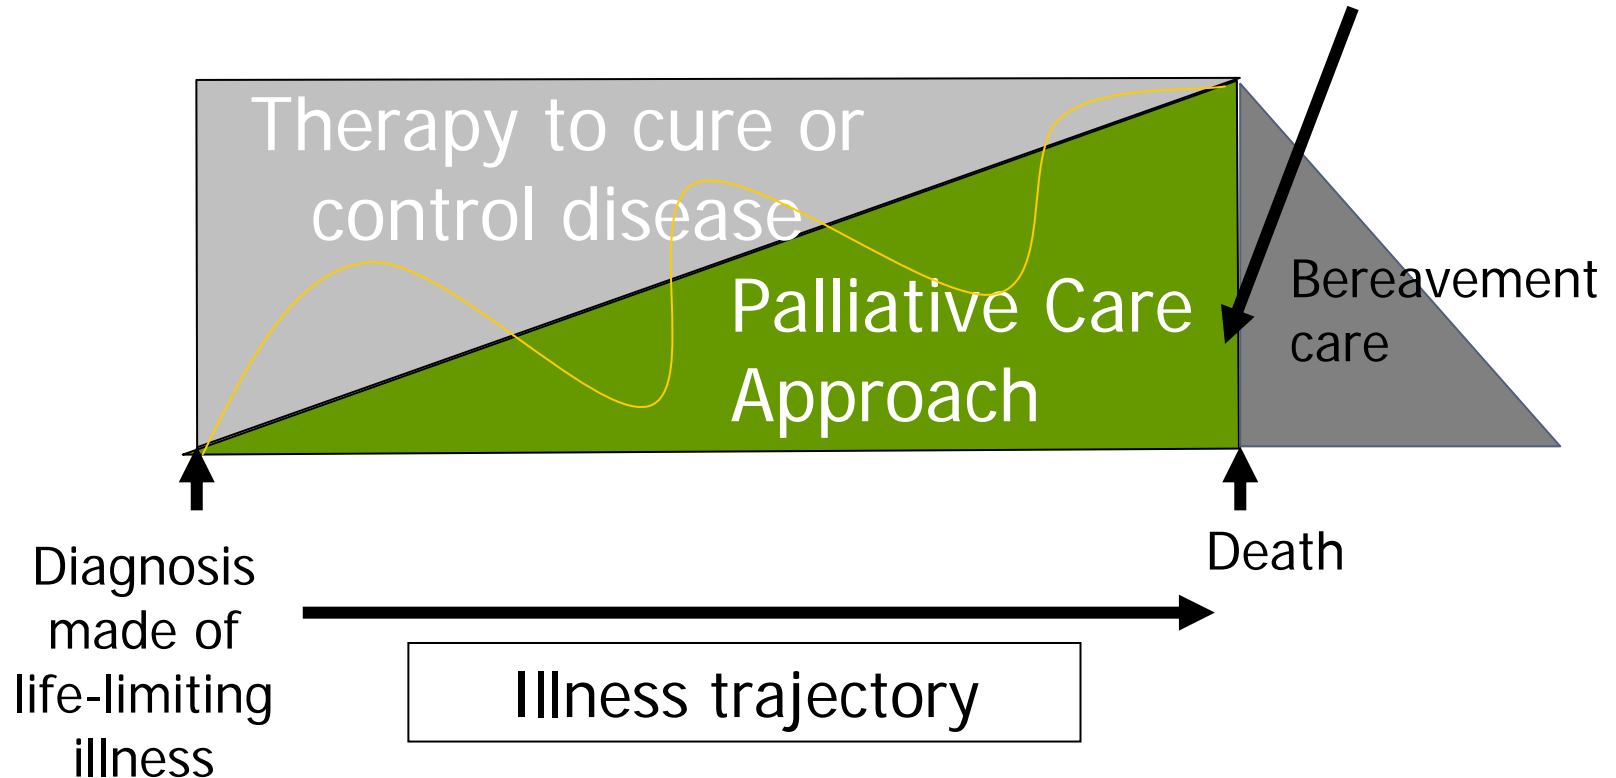 Therapy to cure or
control disease
Palliative Care
Approach
Bereavement
care
Diagnosis
made of
life-limiting
illness
Death
Illness trajectory